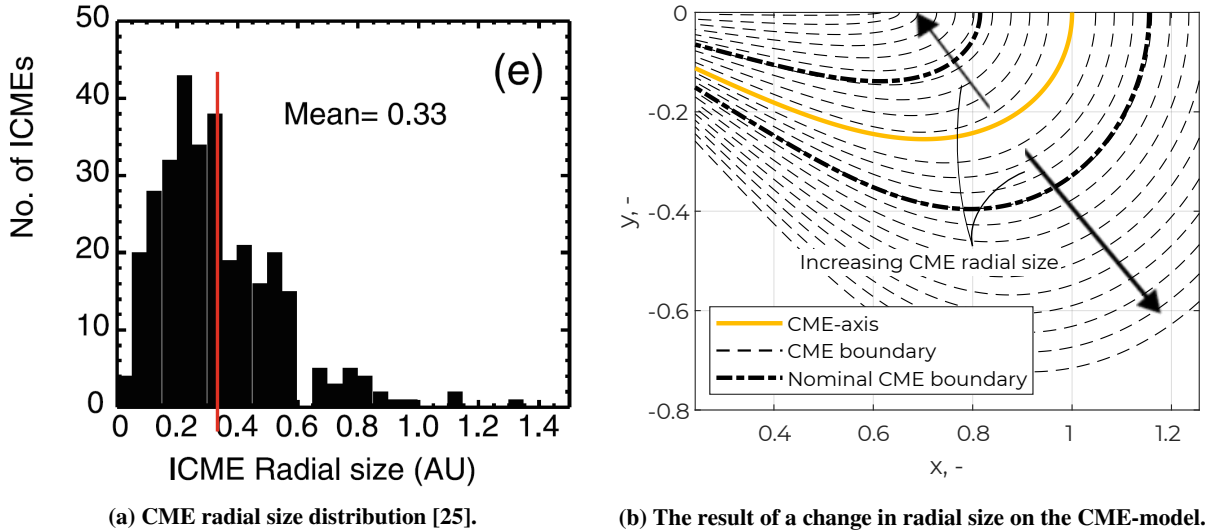 50
40
30
20
10
0
No. of ICMEs
(e)
Mean= 0.33
0 0.2 0.4 0.6 0.8 1.0 1.2 1.4
ICME Radial size (AU)
(a) CME radial size distribution [25].
0
-0.2
-0.4
-0.6
-0.8
y, -
Increasing CME radial size
CME-axis
CME boundary
Nominal CME boundary
0.4 0.6 0.8 1 1.2
x, -
(b) The result of a change in radial size on the CME-model.